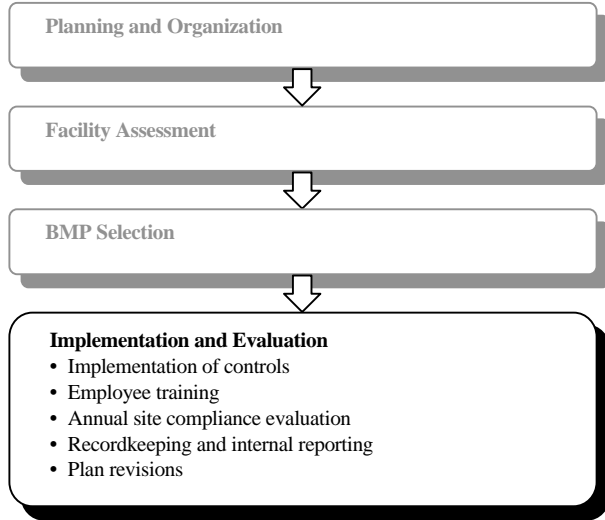 Planning and Organization
Facility Assessment
BMP Selection
Implementation and Evaluation
• Implementation of controls
• Employee training
• Annual site compliance evaluation
• Recordkeeping and internal reporting
• Plan revisions